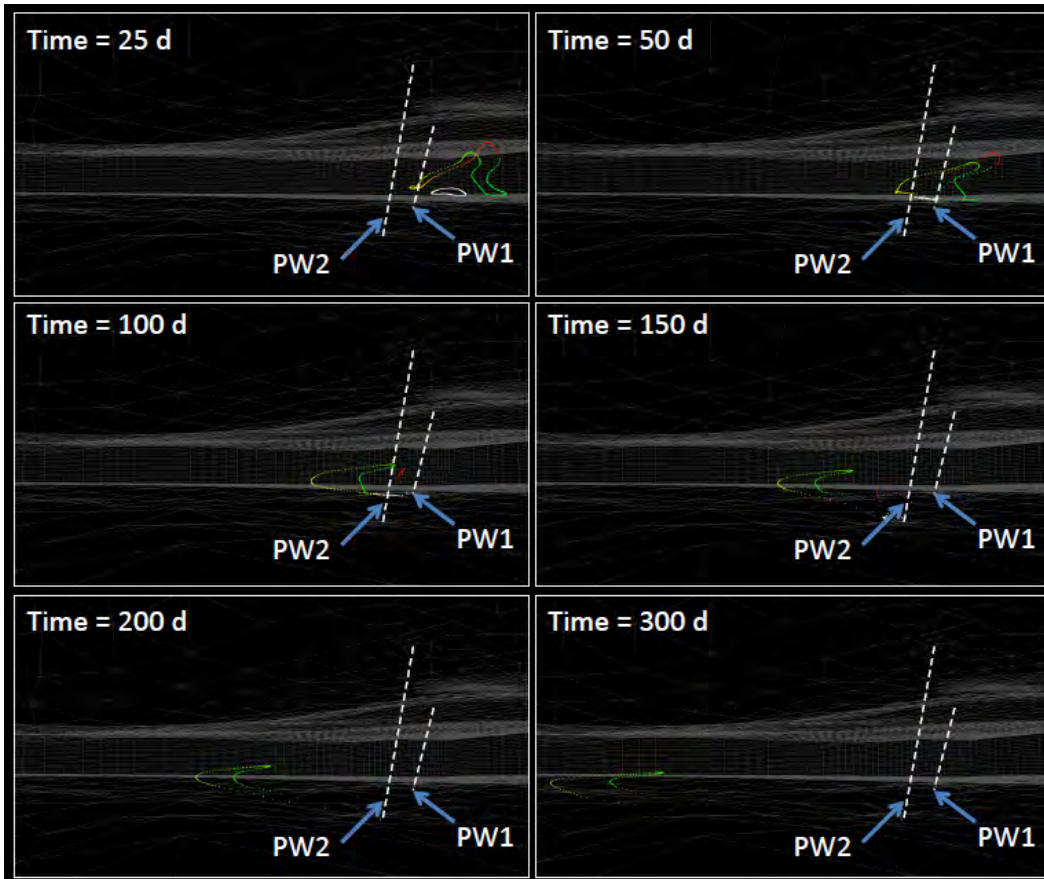 Time = 25 d
PW2
PW1
Time = 50 d
PW2
PW1
Time = 100 d
PW2
PW1
Time = 150 d
PW2
PW1
Time = 200 d
PW2
PW1
Time = 300 d
PW2
PW1